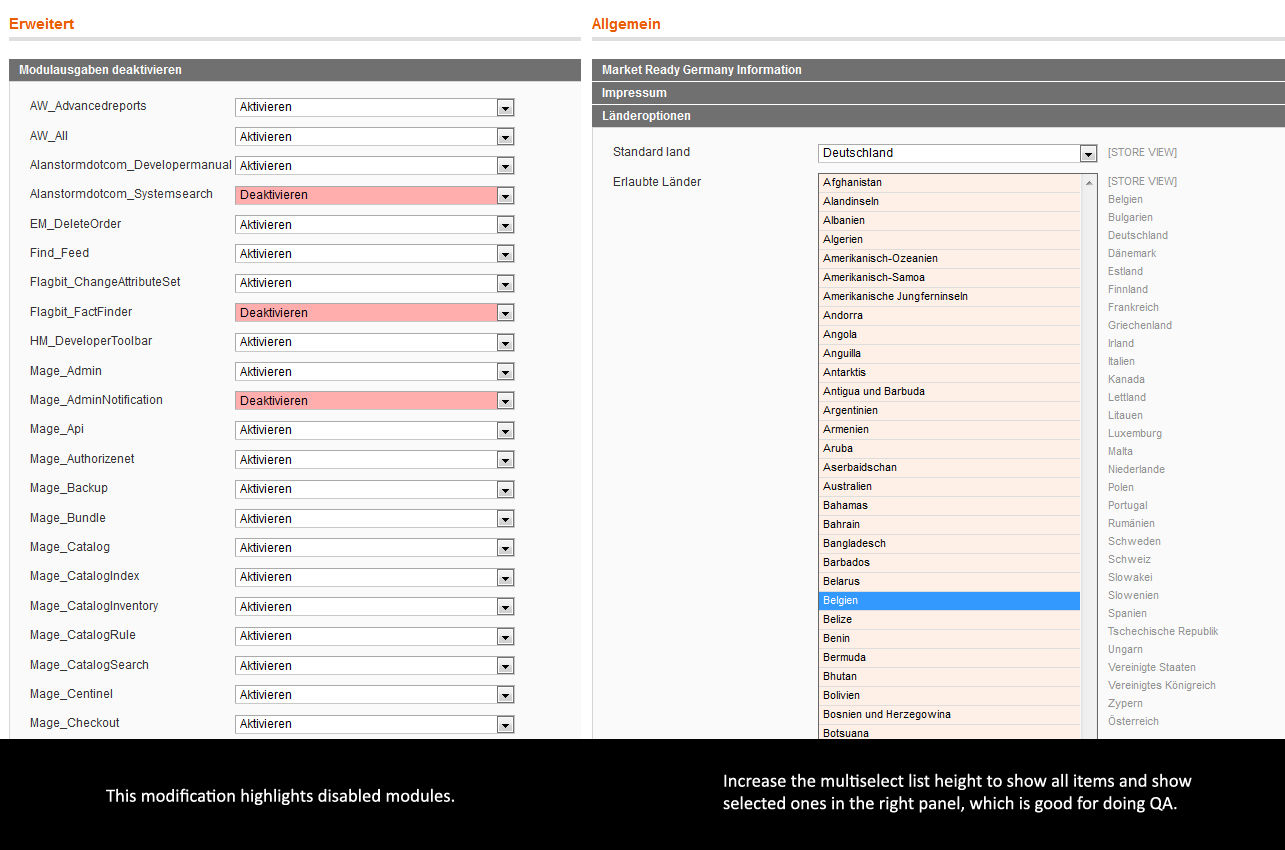 Erweitert
Modulausgaben deaktivieren
AW_Advancedreports Aktivieren
AW_All Aktivieren
Alanstormdotcom_Developermanual Aktivieren
Alanstormdotcom_Systemsearch Deaktivieren
EM_DeleteOrder Aktivieren
Find_Feed Aktivieren
Flagbit_ChangeAttributeSet Aktivieren
Flagbit_FactFinder Deaktivieren
HM_DeveloperToolbar Aktivieren
Mage_Admin Aktivieren
Mage_AdminNotification Deaktivieren
Mage_Api Aktivieren
Mage_Authorizenet Aktivieren
Mage_Backup Aktivieren
Mage_Bundle Aktivieren
Mage_Catalog Aktivieren
Mage_CatalogIndex Aktivieren
Mage_CatalogInventory Aktivieren
Mage_CatalogRule Aktivieren
Mage_CatalogSearch Aktivieren
Mage_Centinel Aktivieren
Mage_Checkout Aktivieren
This modification highlights disabled modules.
Allgemein
Market Ready Germany Information
Impressum
Länderoptionen
Standard land Deutschland [STORE VIEW]
Erlaubte Länder
Afghanistan
Alandinseln
Albanien
Algerien
Amerikanisch-Ozeanien
Amerikanisch-Samoa
Amerikanische Jungferninseln
Andorra
Angola
Anguilla
Antarktis
Antigua und Barbuda
Argentinien
Armenien
Aruba
Aserbaidschan
Australien
Bahamas
Bahrain
Bangladesch
Barbados
Belarus
Belgien
Belize
Benin
Bermuda
Bhutan
Bolivien
Bosnien und Herzegowina
Botsuana
[STORE VIEW]
Belgien
Bulgarien
Deutschland
Dänemark
Estland
Finnland
Frankreich
Griechenland
Irland
Italien
Kanada
Lettland
Litauen
Luxemburg
Malta
Niederlande
Polen
Portugal
Rumänien
Schweden
Schweiz
Slowakei
Slowenien
Spanien
Tschechische Republik
Ungarn
Vereinigte Staaten
Vereinigtes Königreich
Zypern
Österreich
Increase the multiselect list height to show all items and show
selected ones in the right panel, which is good for doing QA.